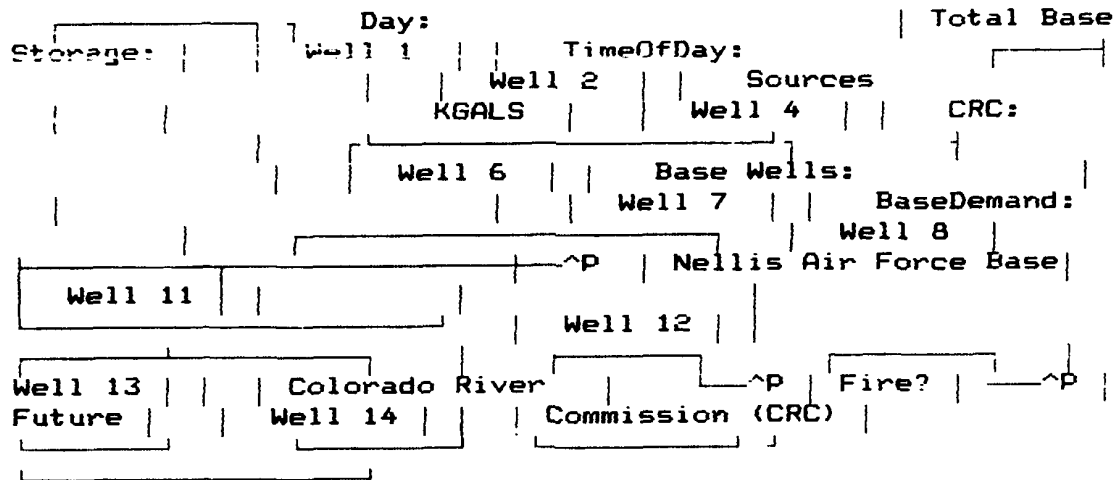 Day: Total Base
Storage: Well 1 TimeOfDay:
Well 2 Sources
KGALS Well 4 CRC:
Well 6 Base Wells:
Well 7 BaseDemand:
Well 8
^P Nellis Air Force Base
Well 11
Well 12
Well 13 Colorado River ^P Fire? ^P
Future Well 14 Commission (CRC)